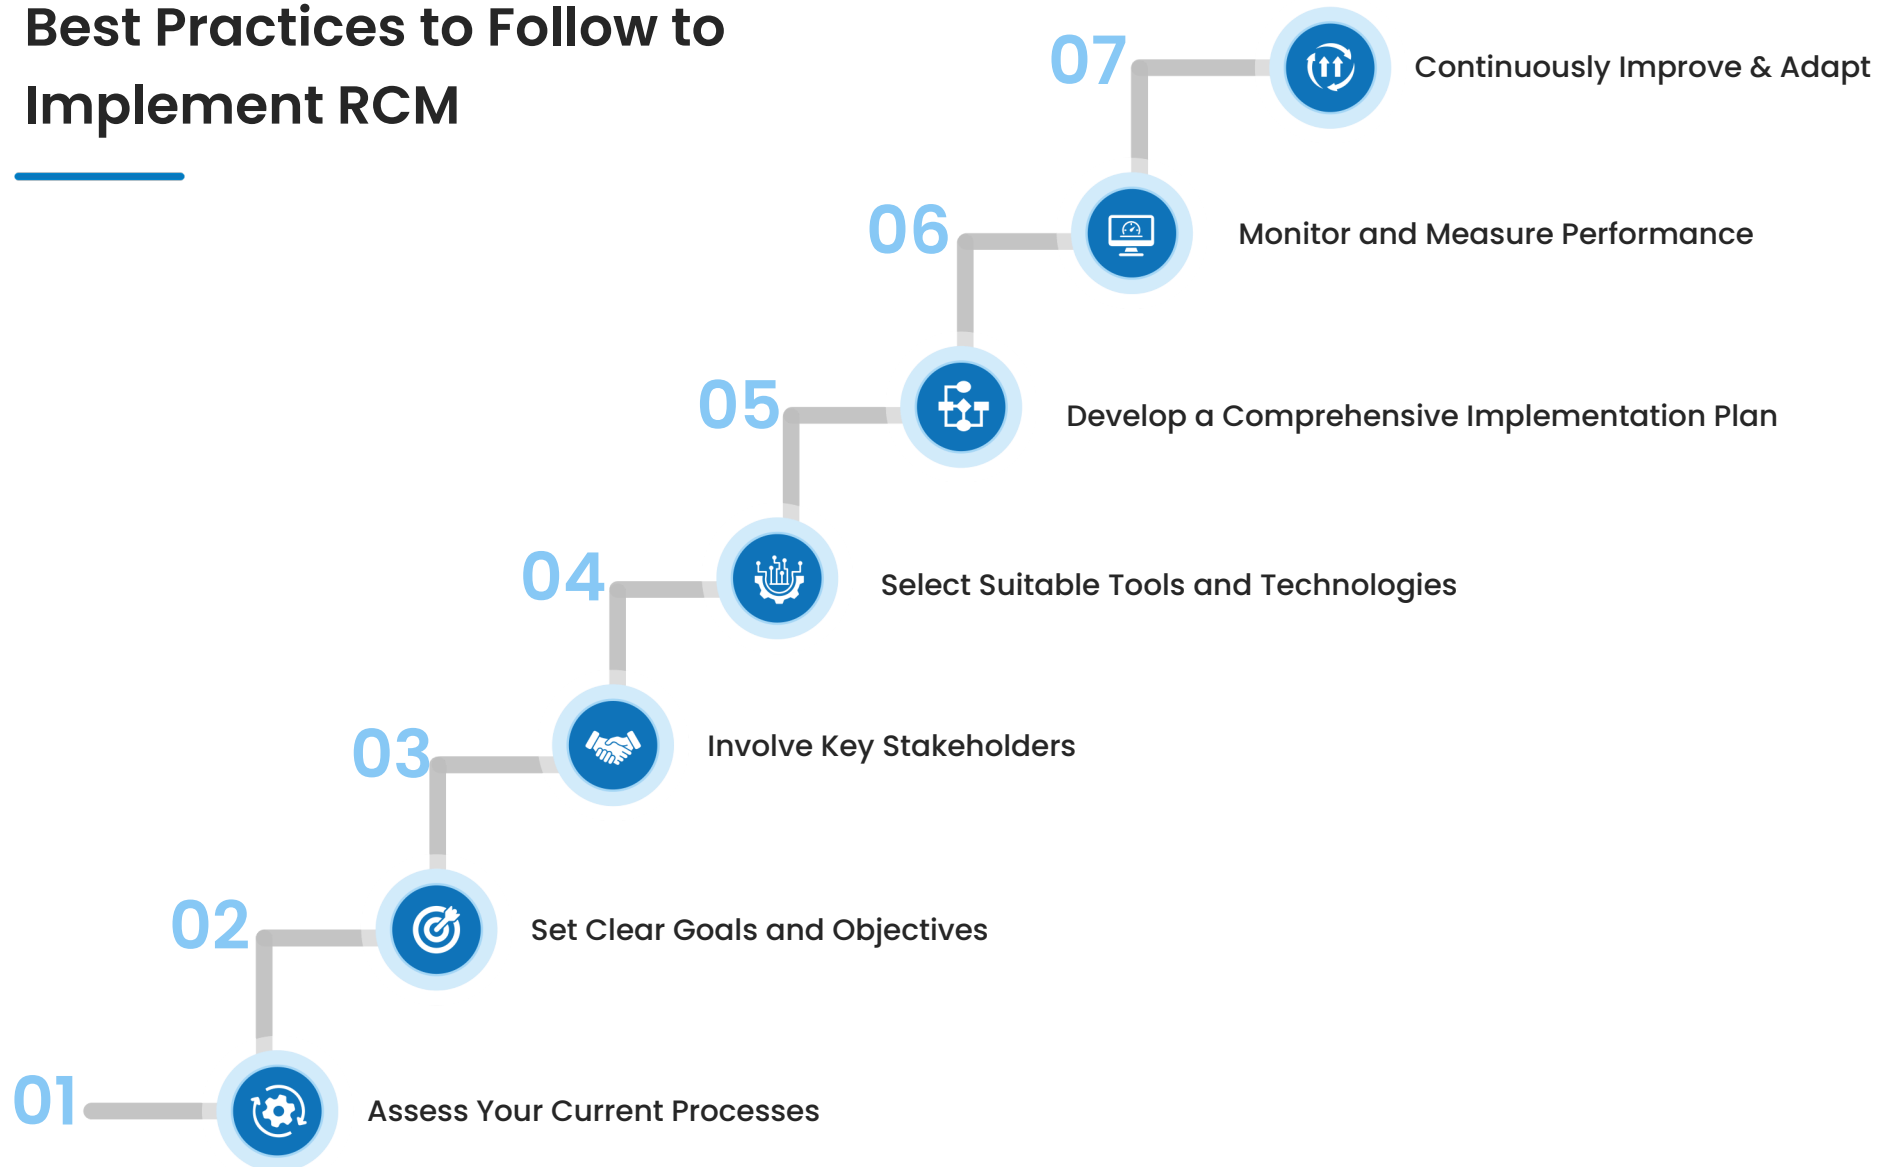 Best Practices to Follow to
Implement RCM
07
Continuously Improve & Adapt
06
Monitor and Measure Performance
05
Develop a Comprehensive Implementation Plan
04
Select Suitable Tools and Technologies
03
Involve Key Stakeholders
02
Set Clear Goals and Objectives
01
Assess Your Current Processes